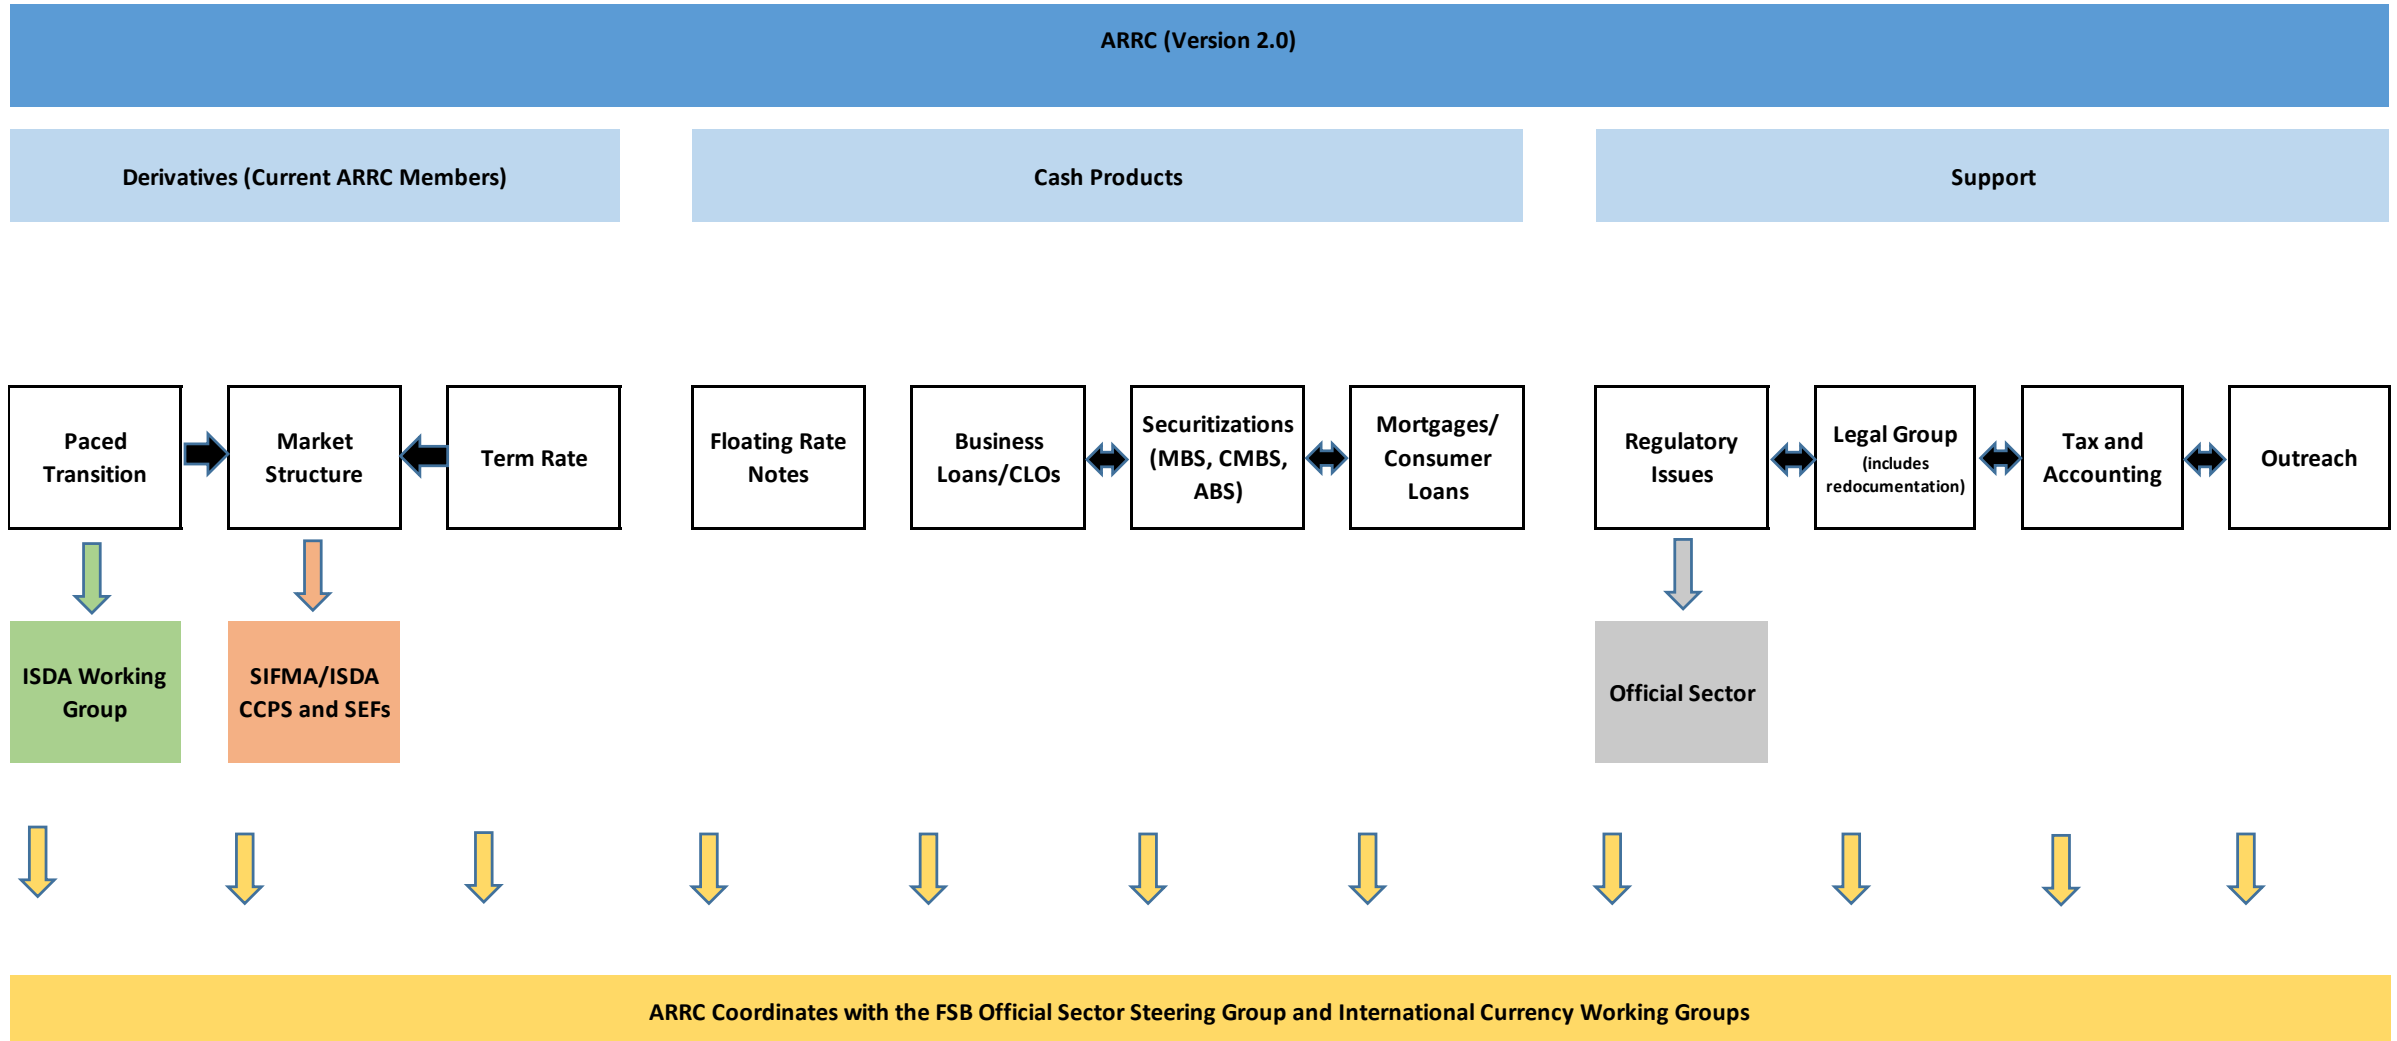 ARRC (Version 2.0)
Derivatives (Current ARRC Members)
Cash Products
Support
Paced
Transition
Market
Structure
Term Rate
Floating Rate
Notes
Business
Loans/CLOs
Securitizations
(MBS, CMBS,
ABS)
Mortgages/
Consumer
Loans
Regulatory
Issues
Legal Group
(includes
redocumentation)
Tax and
Accounting
Outreach
ISDA Working
Group
SIFMA/ISDA
CCPS and SEFs
Official Sector
ARRC Coordinates with the FSB Official Sector Steering Group and International Currency Working Groups